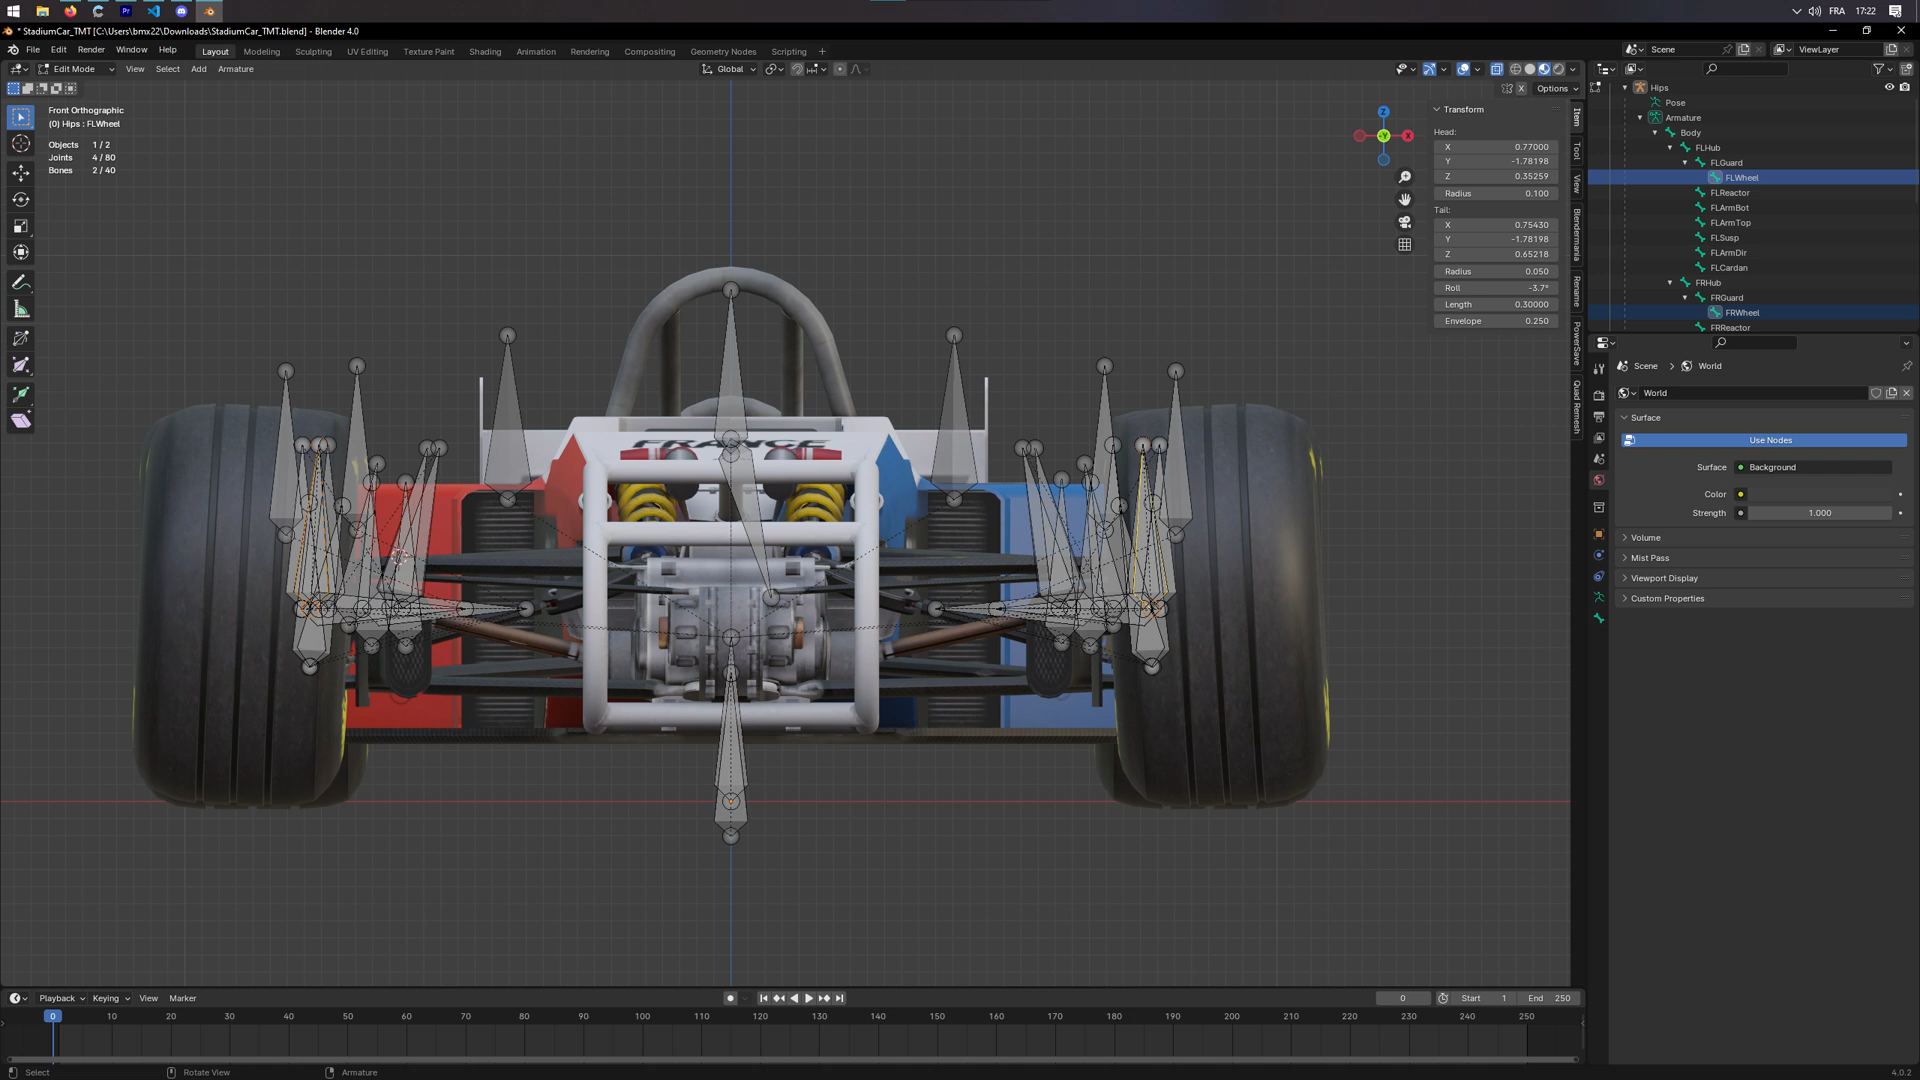 FRA
17:22
* StadiumCar_TMT [C:\Users\bmx22\Downloads\StadiumCar_TMT.blend] - Blender 4.0
File Edit Render Window Help
Layout Modeling Sculpting UV Editing Texture Paint Shading Animation Rendering Compositing Geometry Nodes Scripting +
Scene
ViewLayer
Edit Mode View Select Add Armature
Global
X
Options
Front Orthographic
(0) Hips : FLWheel
Objects 1 / 2
Joints 4 / 80
Bones 2 / 40
Z
Y
X
Transform
Head:
X 0.77000
Y -1.78198
Z 0.35259
Radius 0.100
Tail:
X 0.75430
Y -1.78198
Z 0.65218
Radius 0.050
Roll -3.7°
Length 0.30000
Envelope 0.250
Item
Tool
View
Blendermania
Rename
PowerSave
Quad Remesh
FRANCE
Hips
Pose
Armature
Body
FLHub
FLGuard
FLWheel
FLReactor
FLArmBot
FLArmTop
FLSusp
FLArmDir
FLCardan
FRHub
FRGuard
FRWheel
FRReactor
Scene > World
World
Surface
Use Nodes
Surface Background
Color
Strength 1.000
Volume
Mist Pass
Viewport Display
Custom Properties
Playback Keying View Marker
0
Start 1
End 250
0 10 20 30 40 50 60 70 80 90 100 110 120 130 140 150 160 170 180 190 200 210 220 230 240 250
Select
Rotate View
Armature
4.0.2